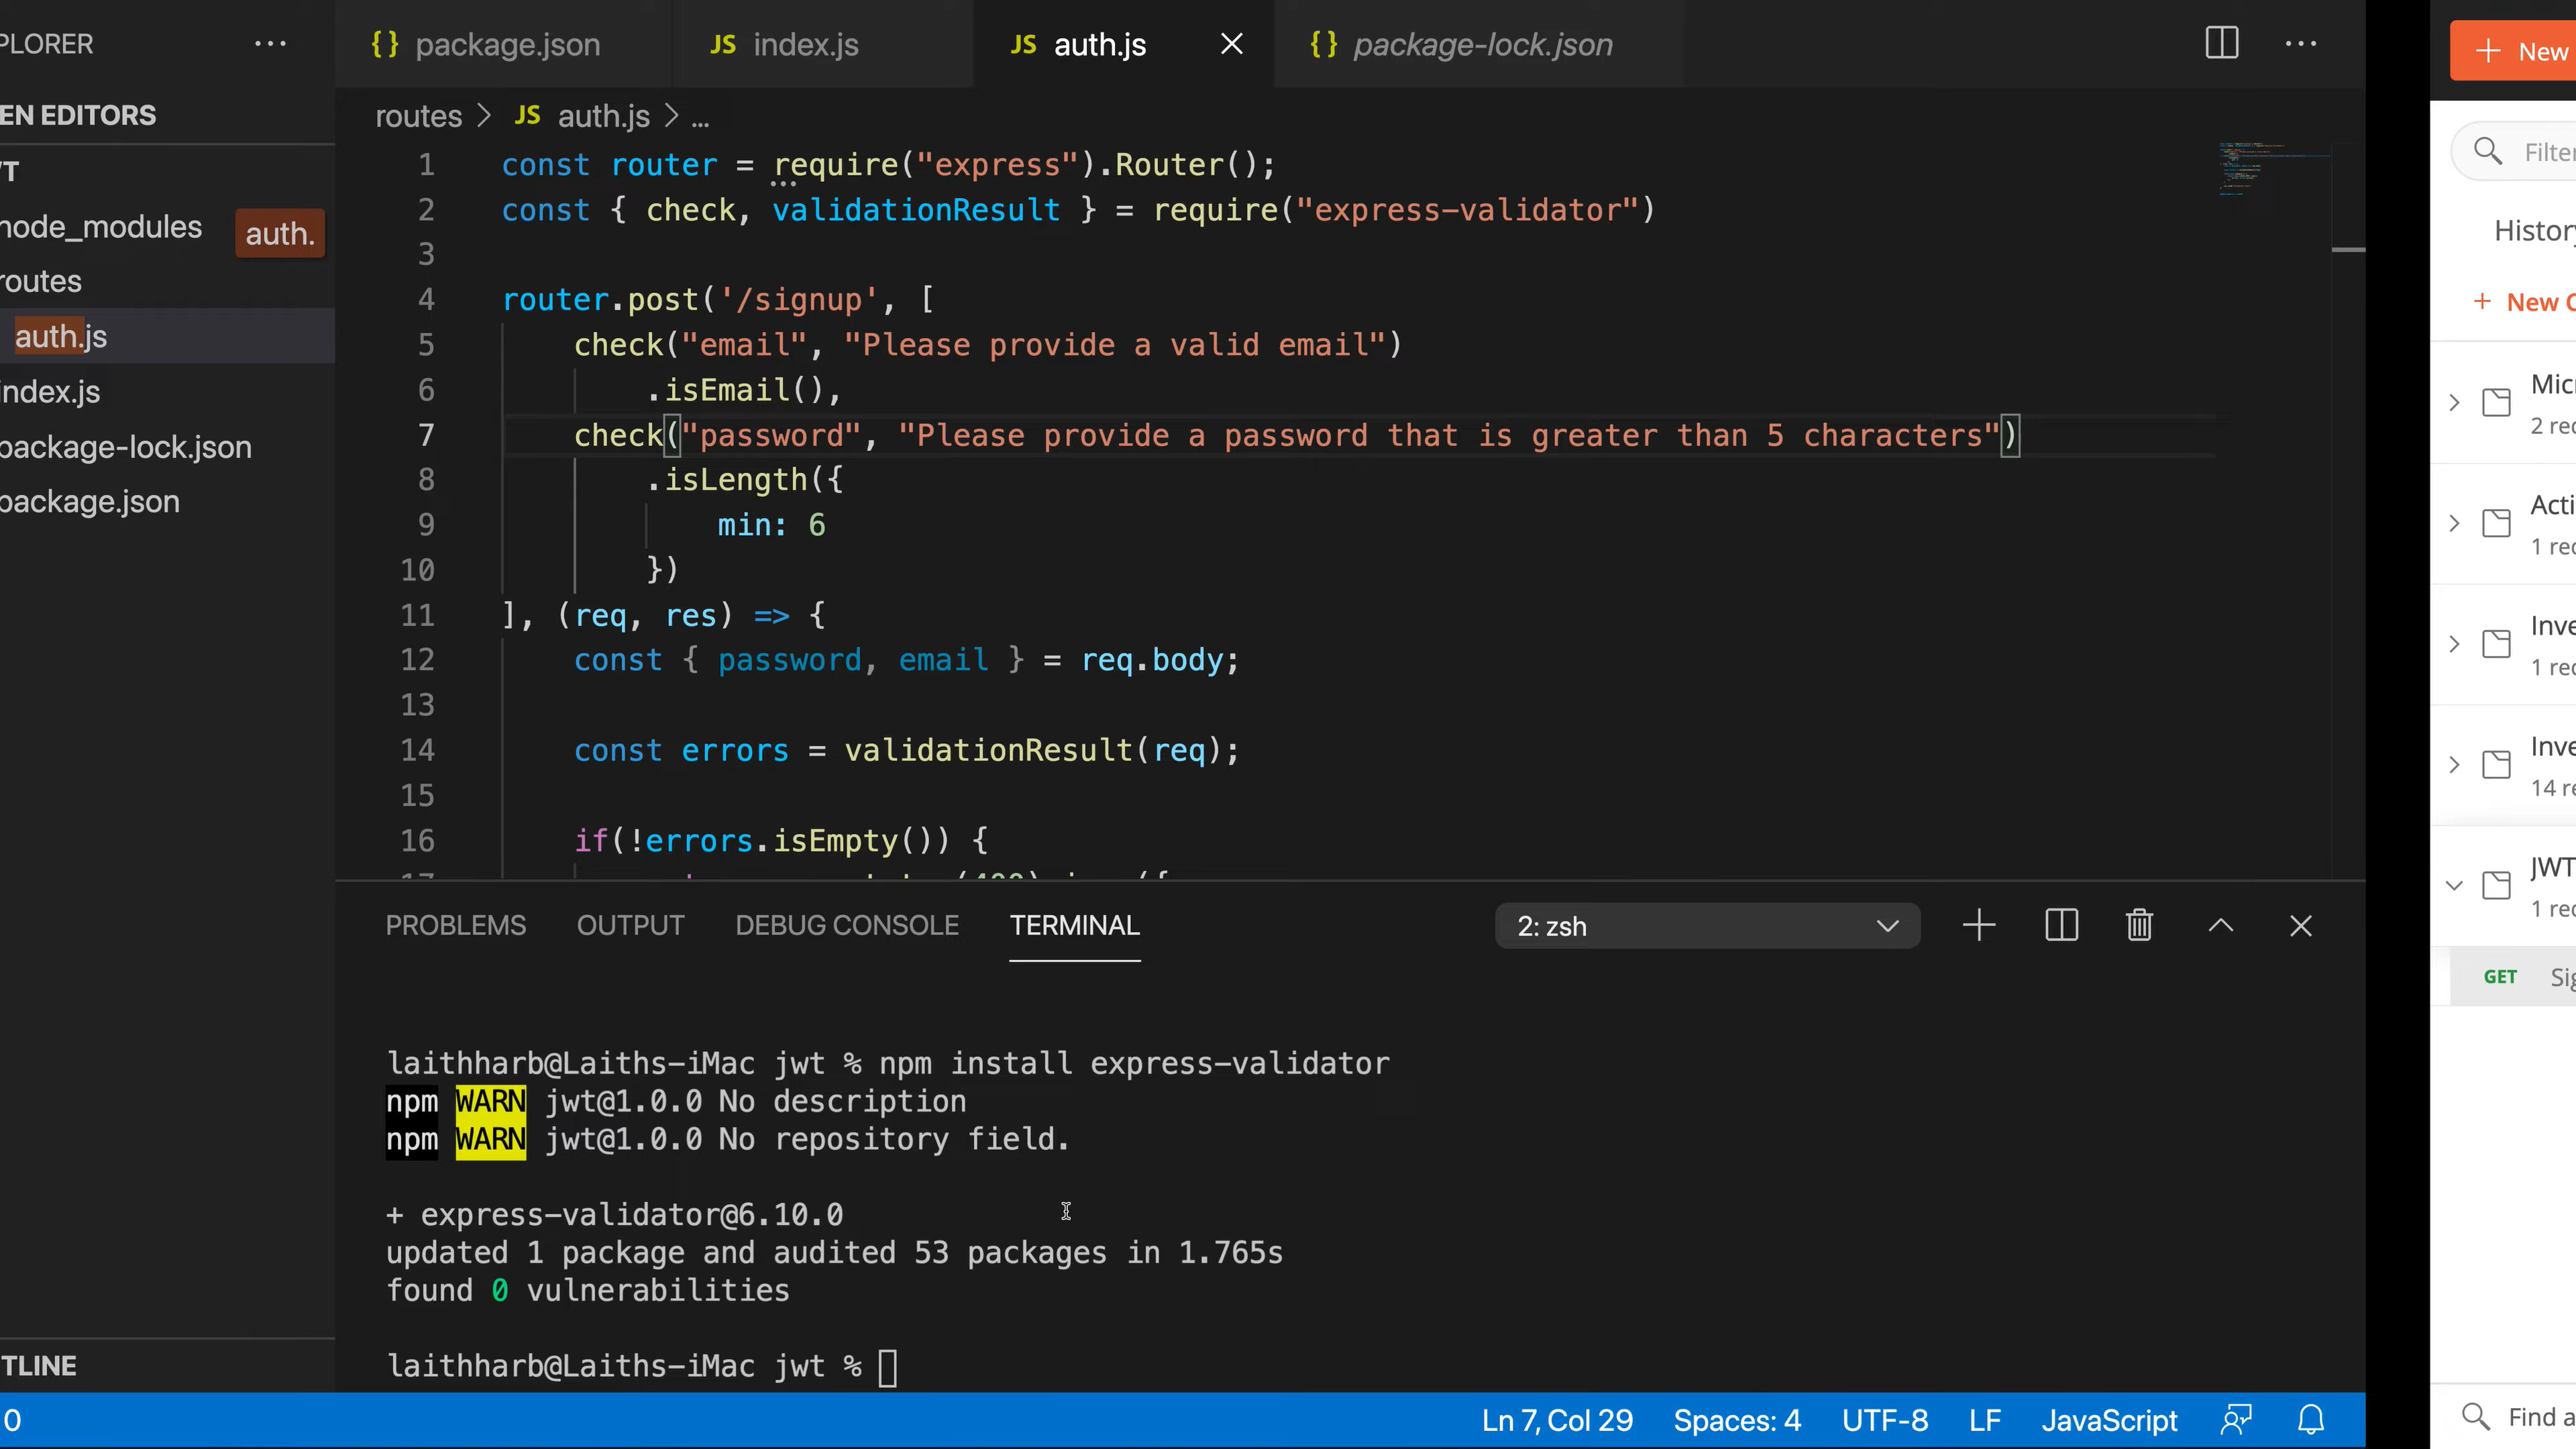 PLORER
package.json
index.js
auth.js
package-lock.json
EN EDITORS
node_modules
auth.
routes
auth.js
index.js
package-lock.json
package.json
TLINE
0
routes > JS auth.js > ...
1 const router = require("express").Router();
2 const { check, validationResult } = require("express-validator")
3
4 router.post('/signup', [
5 check("email", "Please provide a valid email")
6 .isEmail(),
7 check("password", "Please provide a password that is greater than 5 characters")
8 .isLength({
9 min: 6
10 })
11 ], (req, res) => {
12 const { password, email } = req.body;
13
14 const errors = validationResult(req);
15
16 if(!errors.isEmpty()) {
PROBLEMS
OUTPUT
DEBUG CONSOLE
TERMINAL
2: zsh
laithharb@Laiths-iMac jwt % npm install express-validator
npm WARN jwt@1.0.0 No description
npm WARN jwt@1.0.0 No repository field.
+ express-validator@6.10.0
updated 1 package and audited 53 packages in 1.765s
found 0 vulnerabilities
laithharb@Laiths-iMac jwt %
Ln 7, Col 29
Spaces: 4
UTF-8
LF
JavaScript
+ New
Filter
History
+ New C
Micr
2 rec
Acti
1 rec
Inve
1 rec
Inve
14 re
JWT
1 rec
GET Sig
Find a